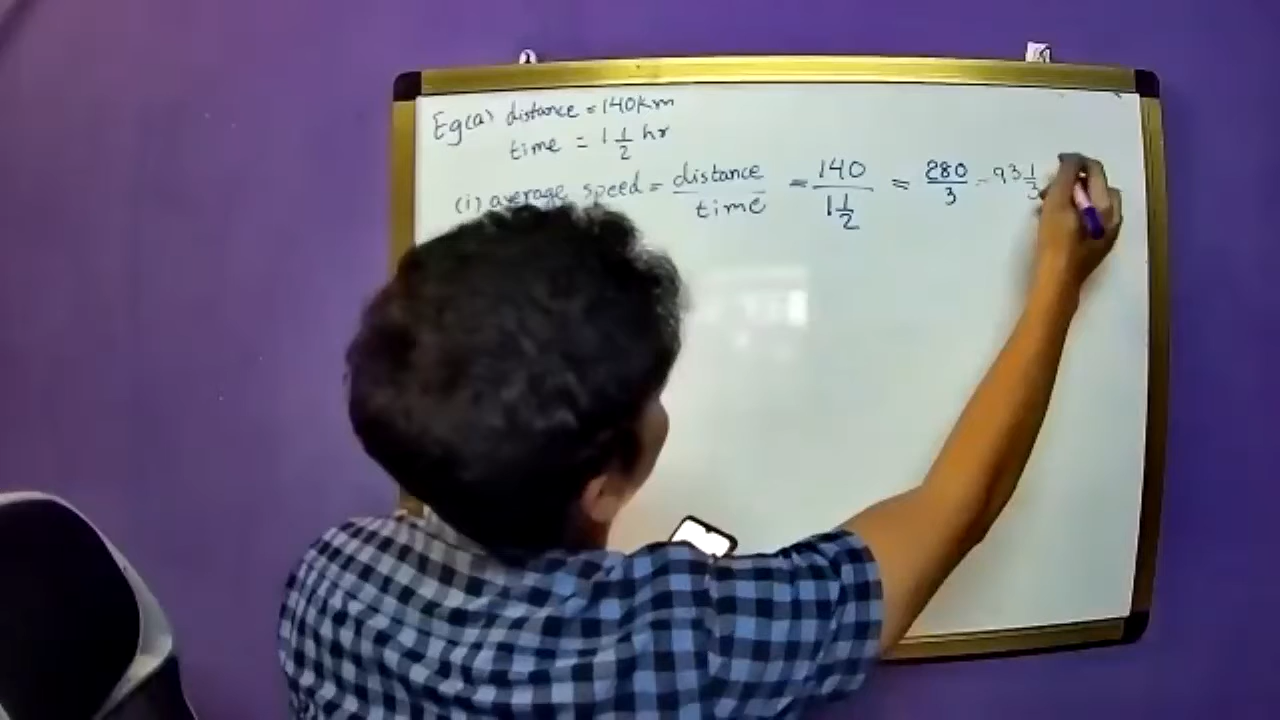 Eg(a) distance = 140km
time = 1 1/2 hr
(i) average speed = distance/time = 140/1 1/2 = 280/3 = 93 1/3